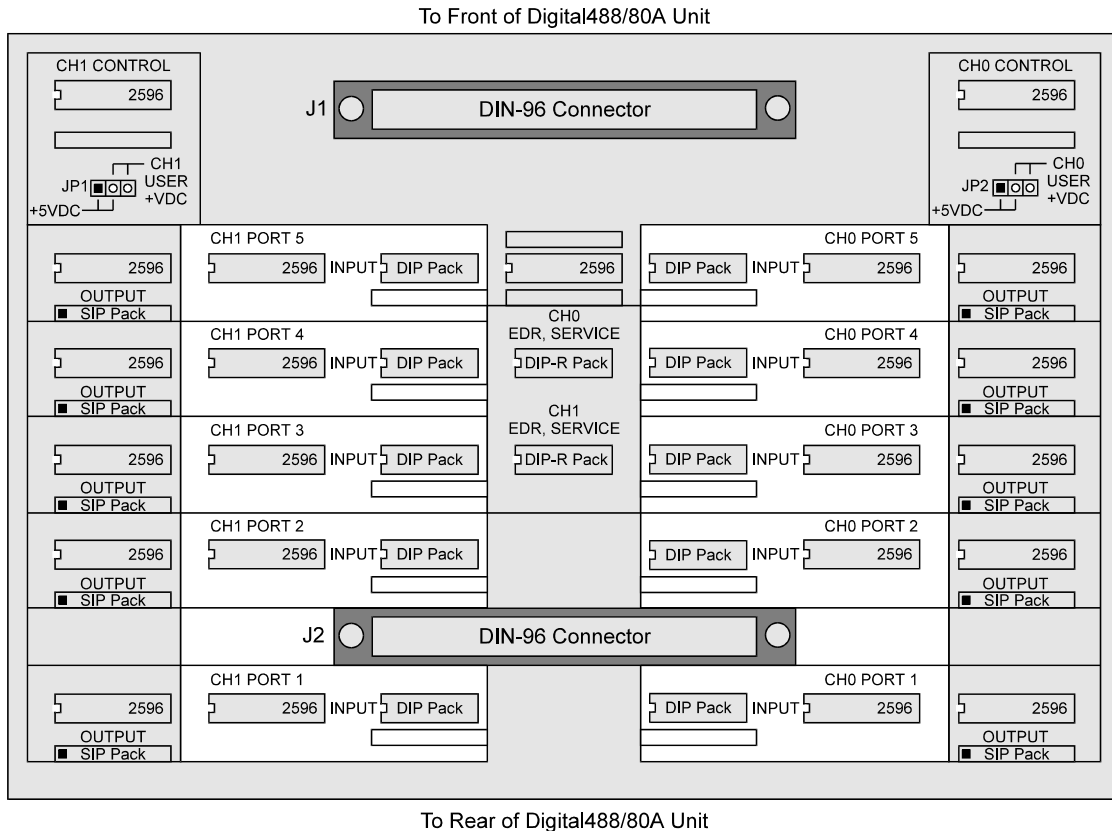 To Front of Digital488/80A Unit
CH1 CONTROL
2596
J1
DIN-96 Connector
CH0 CONTROL
2596
CH1
USER
+VDC
JP1
+5VDC
CH0
USER
+VDC
JP2
+5VDC
2596
OUTPUT
SIP Pack
CH1 PORT 5
2596 INPUT DIP Pack
2596
CH0 PORT 5
DIP Pack INPUT 2596
2596
OUTPUT
SIP Pack
2596
OUTPUT
SIP Pack
CH1 PORT 4
2596 INPUT DIP Pack
CH0
EDR, SERVICE
DIP-R Pack
CH0 PORT 4
DIP Pack INPUT 2596
2596
OUTPUT
SIP Pack
2596
OUTPUT
SIP Pack
CH1 PORT 3
2596 INPUT DIP Pack
CH1
EDR, SERVICE
DIP-R Pack
CH0 PORT 3
DIP Pack INPUT 2596
2596
OUTPUT
SIP Pack
2596
OUTPUT
SIP Pack
CH1 PORT 2
2596 INPUT DIP Pack
CH0 PORT 2
DIP Pack INPUT 2596
2596
OUTPUT
SIP Pack
J2
DIN-96 Connector
2596
OUTPUT
SIP Pack
CH1 PORT 1
2596 INPUT DIP Pack
CH0 PORT 1
DIP Pack INPUT 2596
2596
OUTPUT
SIP Pack
To Rear of Digital488/80A Unit